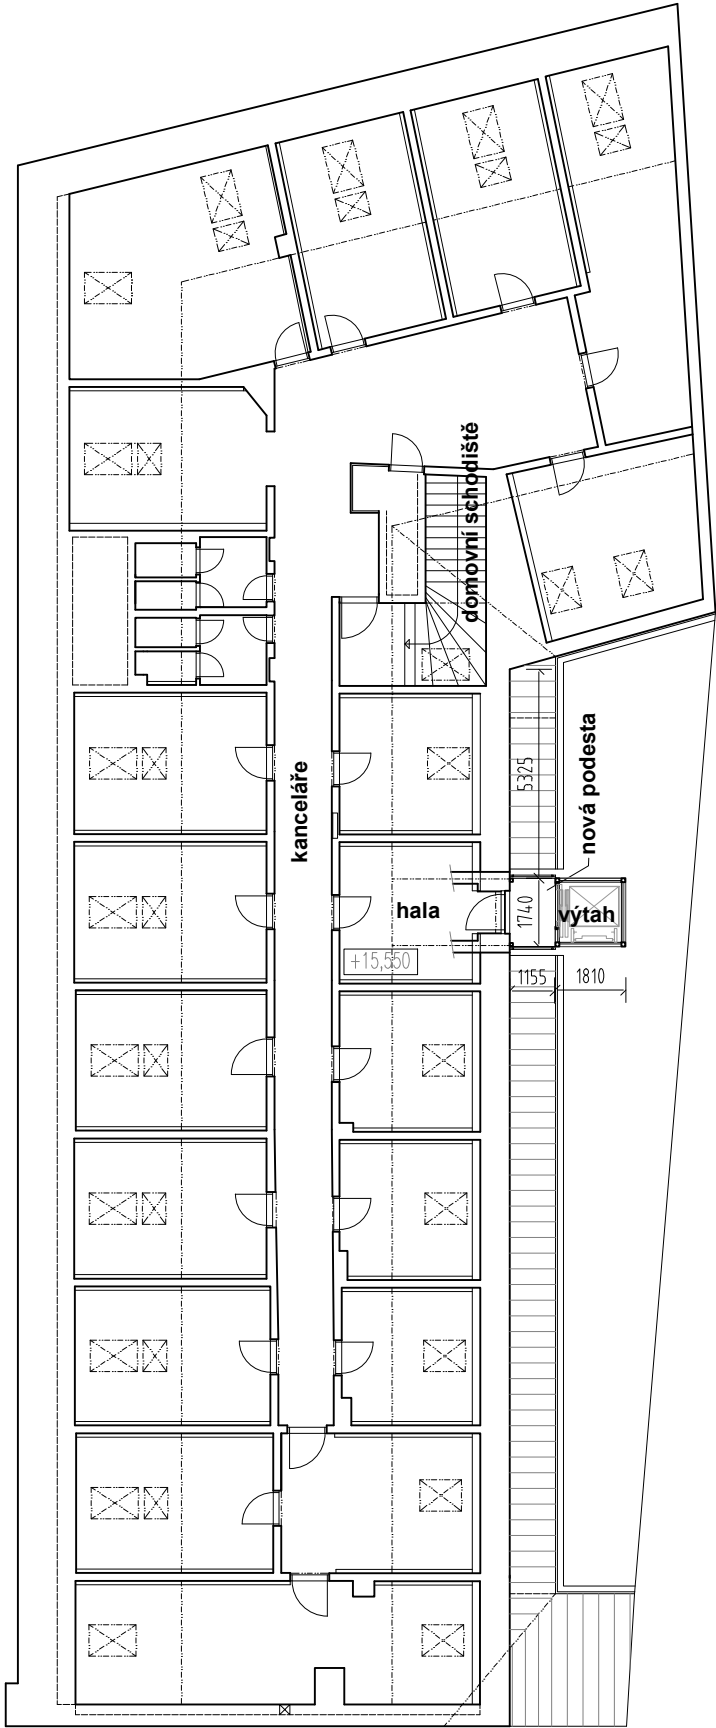 domovní schodiště
kanceláře
5325
nová podesta
hala
1740
výtah
+15,550
1155
1810